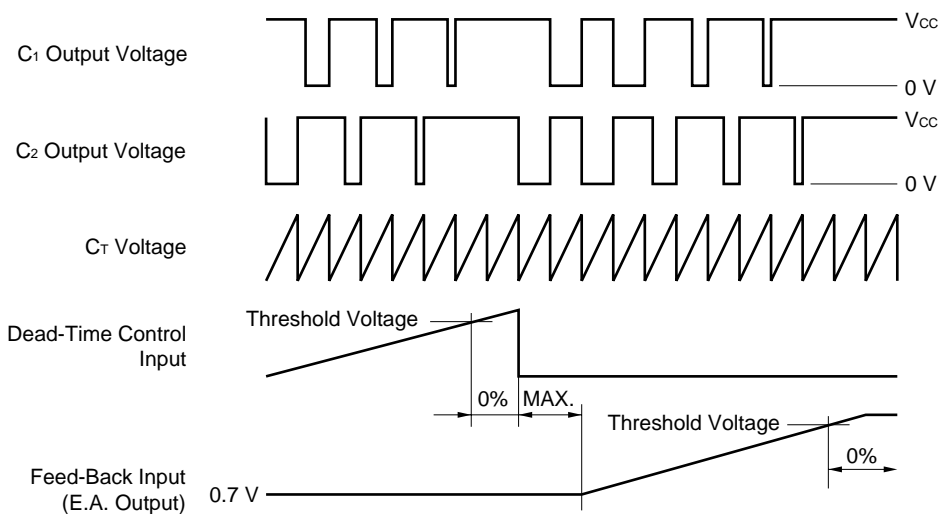 C1 Output Voltage
VCC
0 V
C2 Output Voltage
VCC
0 V
CT Voltage
Dead-Time Control
Input
Threshold Voltage
0% MAX.
Threshold Voltage
0%
Feed-Back Input
(E.A. Output)
0.7 V